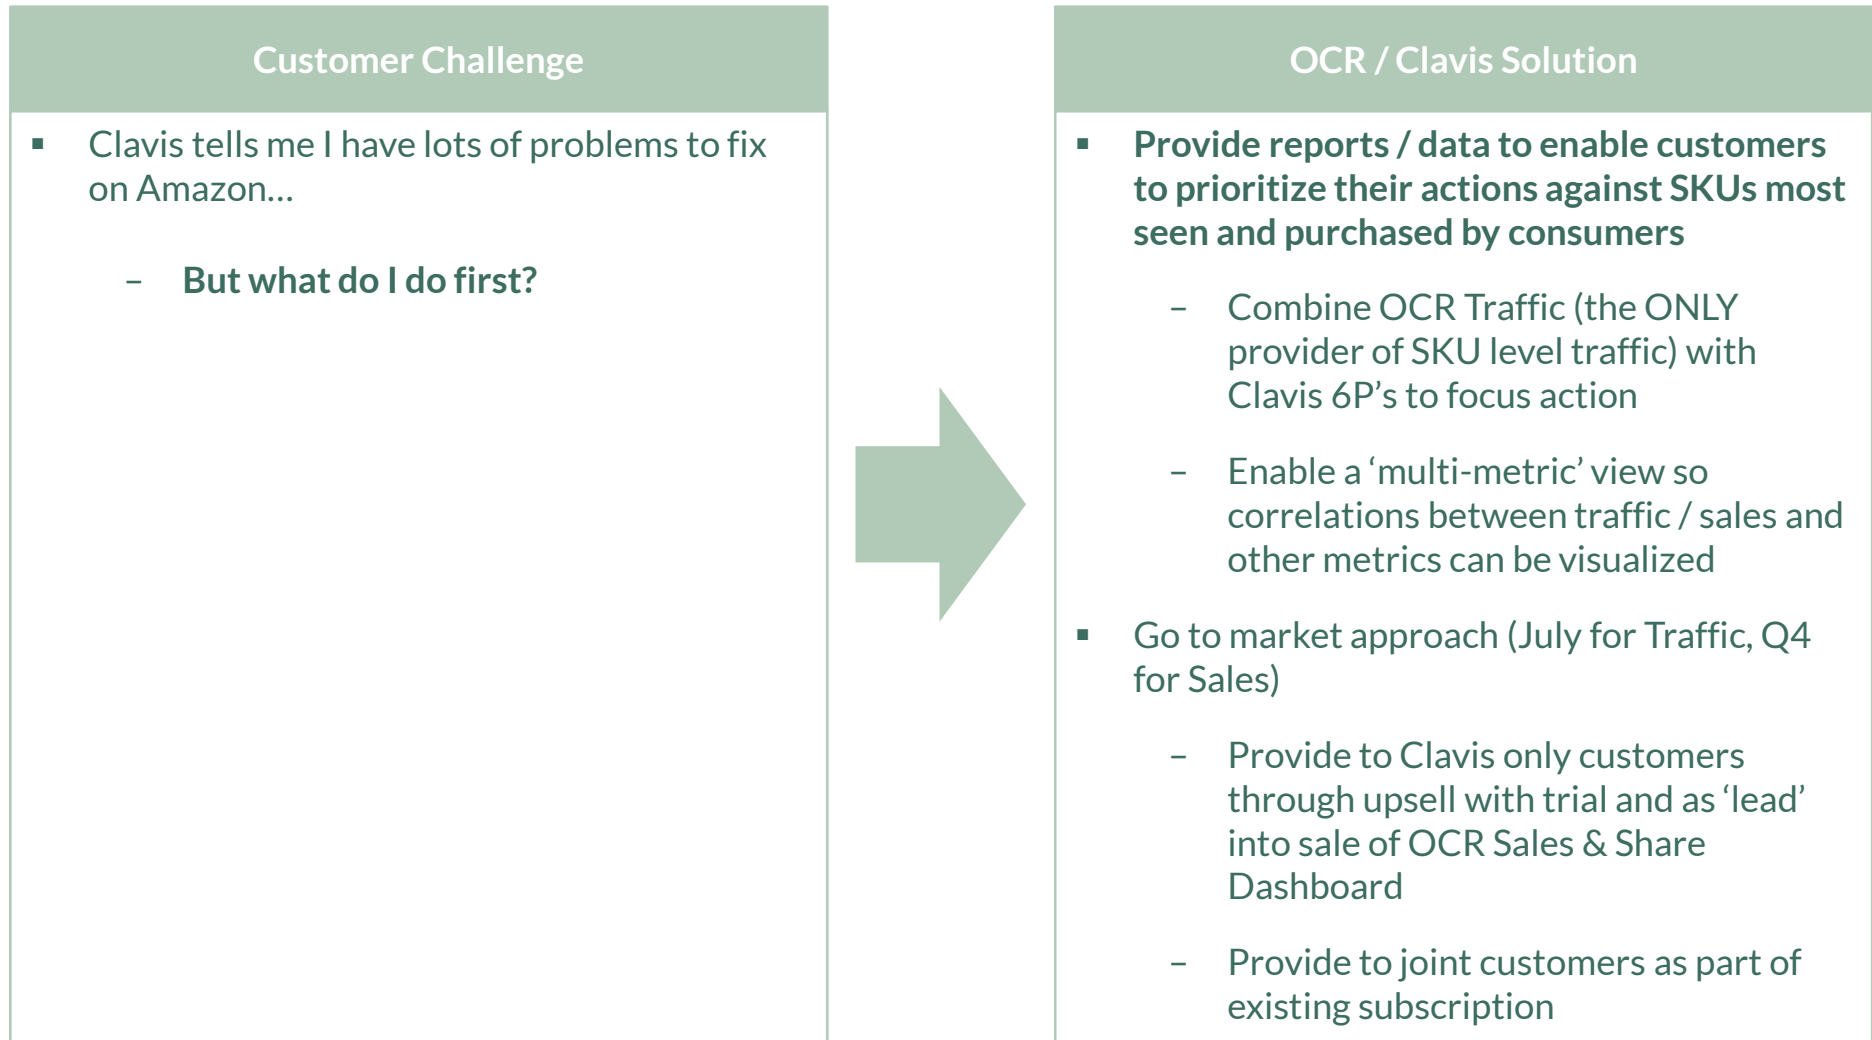 Customer Challenge
▪ Clavis tells me I have lots of problems to fix
on Amazon…
– But what do I do first?
OCR / Clavis Solution
▪ Provide reports / data to enable customers
to prioritize their actions against SKUs most
seen and purchased by consumers
– Combine OCR Traffic (the ONLY
provider of SKU level traffic) with
Clavis 6P’s to focus action
– Enable a ‘multi-metric’ view so
correlations between traffic / sales and
other metrics can be visualized
▪ Go to market approach (July for Traffic, Q4
for Sales)
– Provide to Clavis only customers
through upsell with trial and as ‘lead’
into sale of OCR Sales & Share
Dashboard
– Provide to joint customers as part of
existing subscription